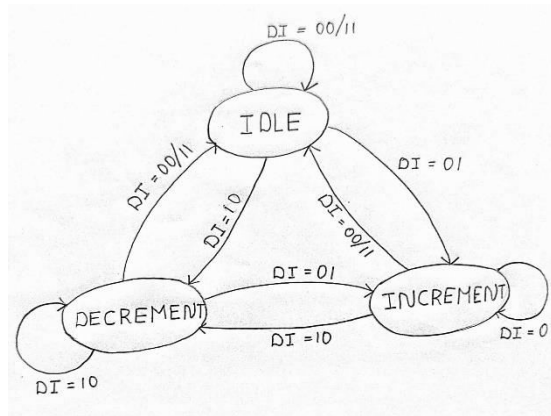 DI = 00/11
IDLE
DI = 01
DI = 00/11
DI = 10
DI = 00/11
DI = 01
DECREMENT
INCREMENT
DI = 10
DI = 0
DI = 10